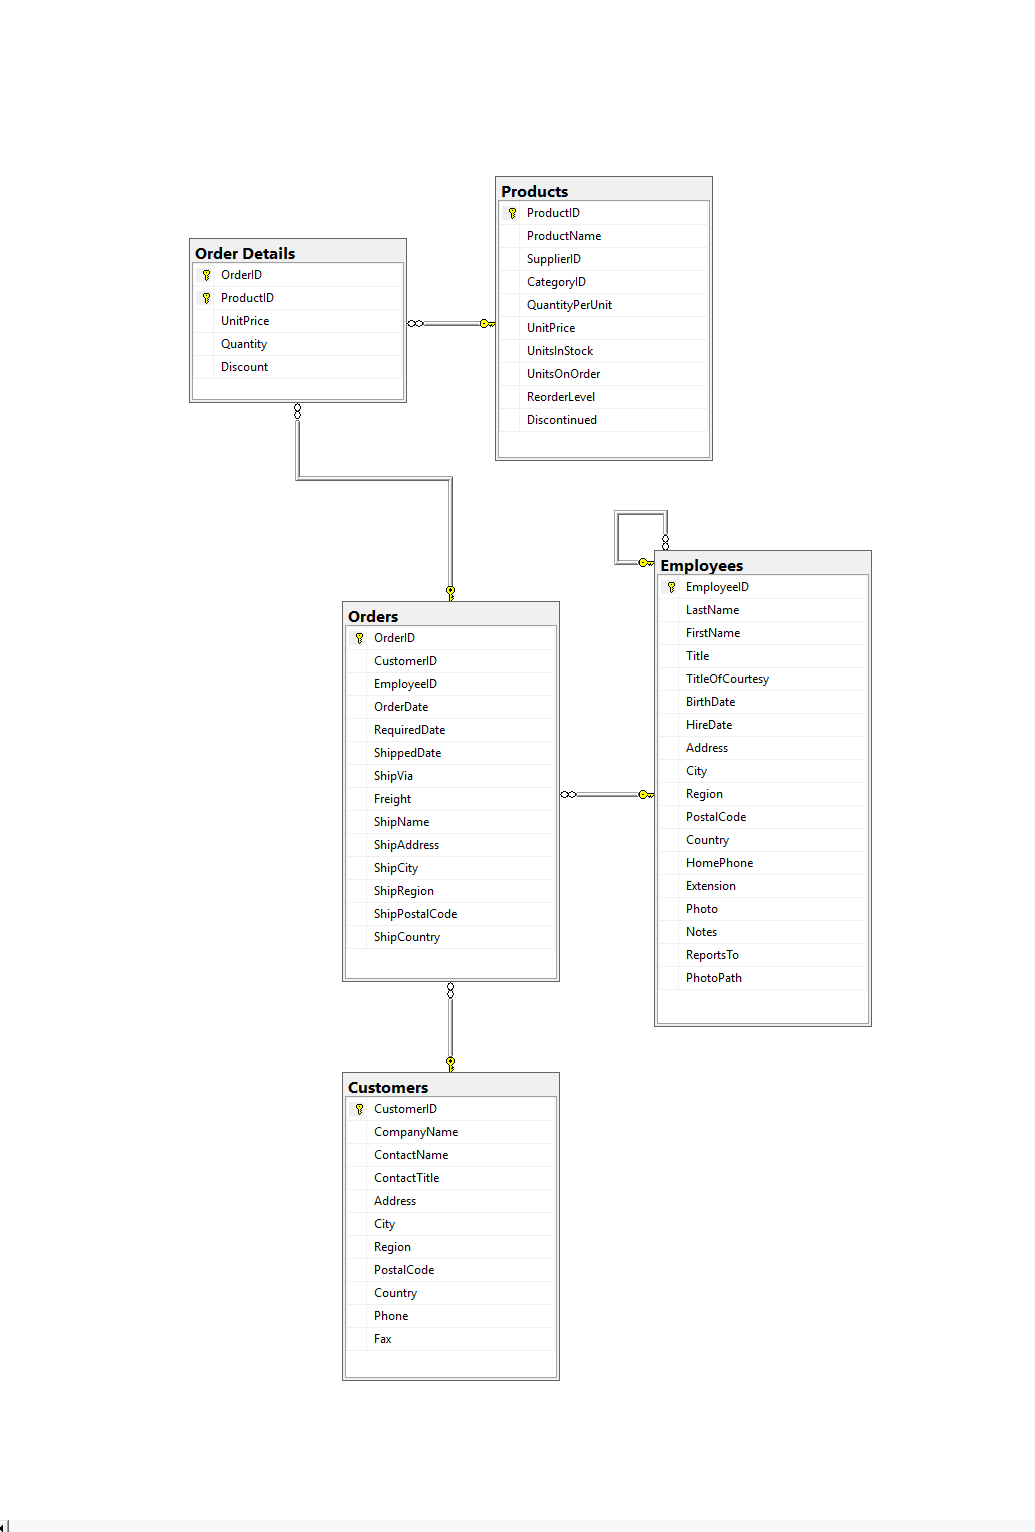 Products
ProductID
ProductName
SupplierID
CategoryID
QuantityPerUnit
UnitPrice
UnitsInStock
UnitsOnOrder
ReorderLevel
Discontinued
Order Details
OrderID
ProductID
UnitPrice
Quantity
Discount
Employees
EmployeeID
LastName
FirstName
Title
TitleOfCourtesy
BirthDate
HireDate
Address
City
Region
PostalCode
Country
HomePhone
Extension
Photo
Notes
ReportsTo
PhotoPath
Orders
OrderID
CustomerID
EmployeeID
OrderDate
RequiredDate
ShippedDate
ShipVia
Freight
ShipName
ShipAddress
ShipCity
ShipRegion
ShipPostalCode
ShipCountry
Customers
CustomerID
CompanyName
ContactName
ContactTitle
Address
City
Region
PostalCode
Country
Phone
Fax